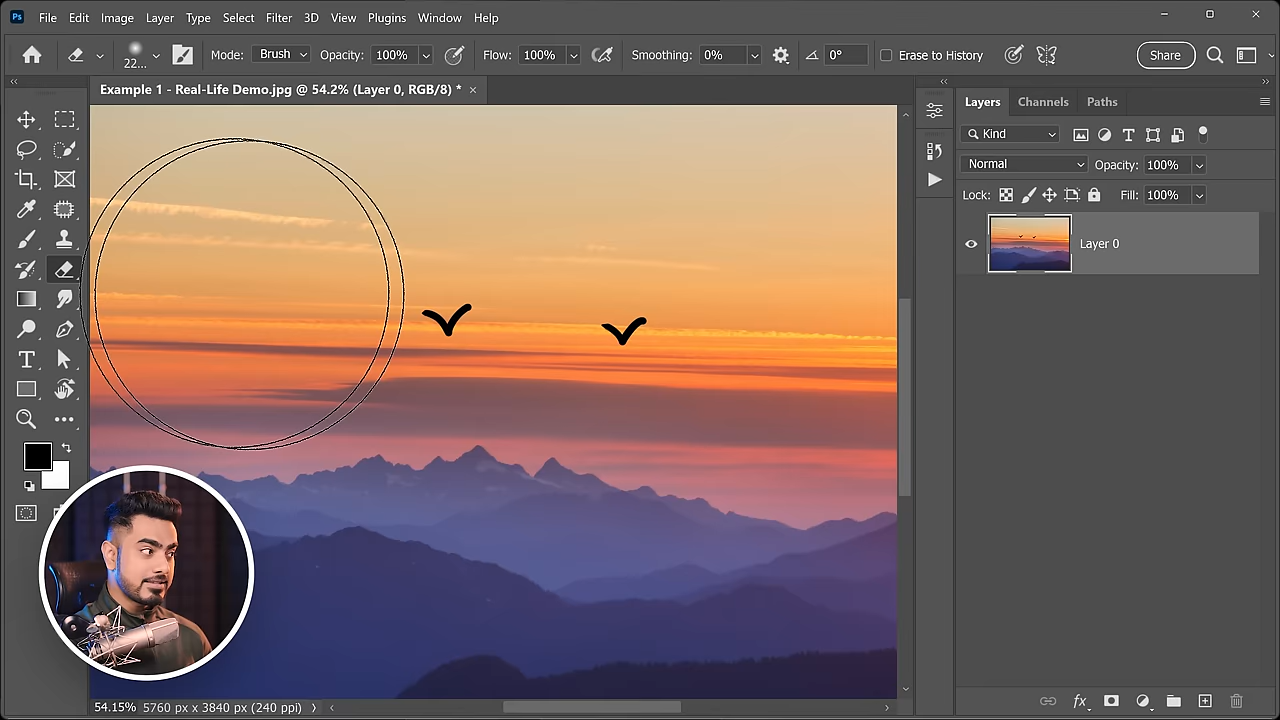 Ps File Edit Image Layer Type Select Filter 3D View Plugins Window Help
22... Mode: Brush Opacity: 100% Flow: 100% Smoothing: 0% 0° Erase to History Share
Example 1 - Real-Life Demo.jpg @ 54.2% (Layer 0, RGB/8) *
Layers Channels Paths
Kind
Normal Opacity: 100%
Lock: Fill: 100%
Layer 0
54.15% 5760 px x 3840 px (240 ppi)